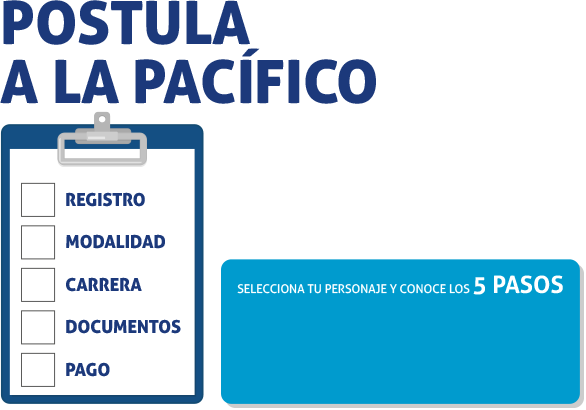 POSTULA
A LA PACÍFICO
REGISTRO
MODALIDAD
CARRERA
DOCUMENTOS
PAGO
SELECCIONA TU PERSONAJE Y CONOCE LOS 5 PASOS